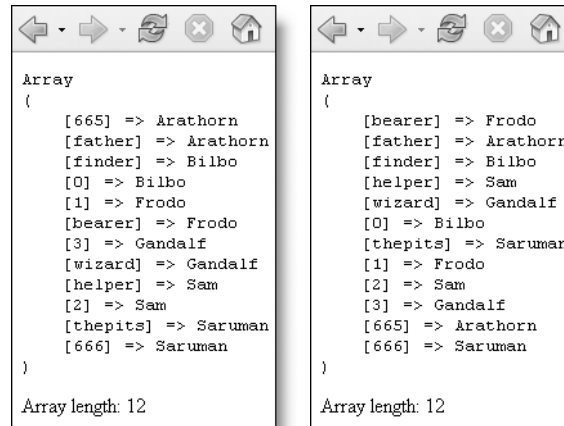 Array
(
[665] => Arathorn
[father] => Arathorn
[finder] => Bilbo
[0] => Bilbo
[1] => Frodo
[bearer] => Frodo
[3] => Gandalf
[wizard] => Gandalf
[helper] => Sam
[2] => Sam
[thepits] => Saruman
[666] => Saruman
)
Array length: 12
Array
(
[bearer] => Frodo
[father] => Arathorn
[finder] => Bilbo
[helper] => Sam
[wizard] => Gandalf
[0] => Bilbo
[thepits] => Saruman
[1] => Frodo
[2] => Sam
[3] => Gandalf
[665] => Arathorn
[666] => Saruman
)
Array length: 12